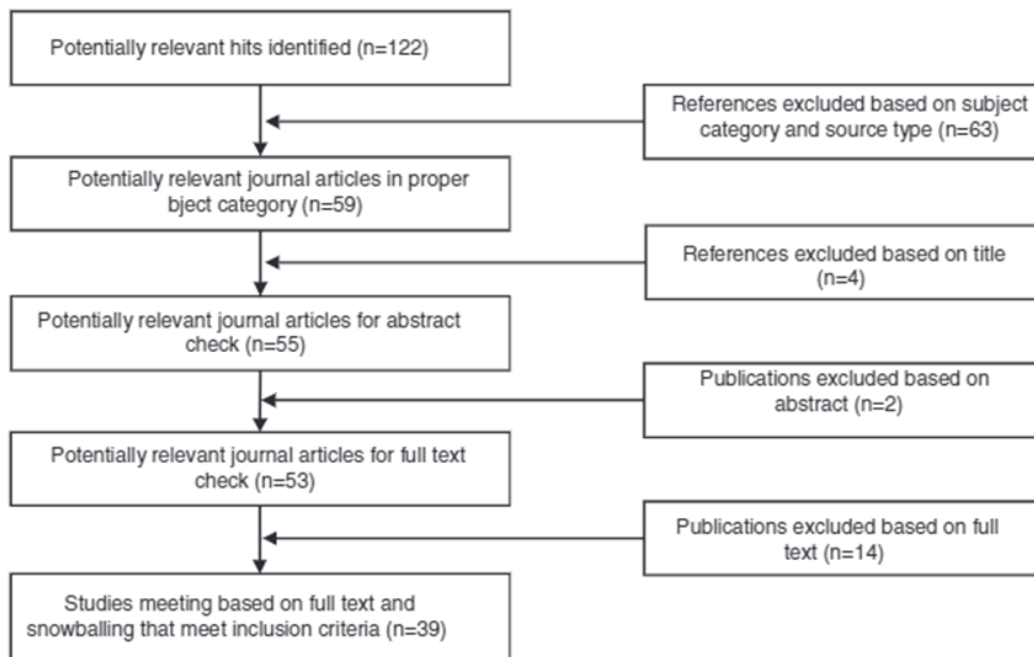 Potentially relevant hits identified (n=122)
References excluded based on subject
category and source type (n=63)
Potentially relevant journal articles in proper
bject category (n=59)
References excluded based on title
(n=4)
Potentially relevant journal articles for abstract
check (n=55)
Publications excluded based on
abstract (n=2)
Potentially relevant journal articles for full text
check (n=53)
Publications excluded based on full
text (n=14)
Studies meeting based on full text and
snowballing that meet inclusion criteria (n=39)